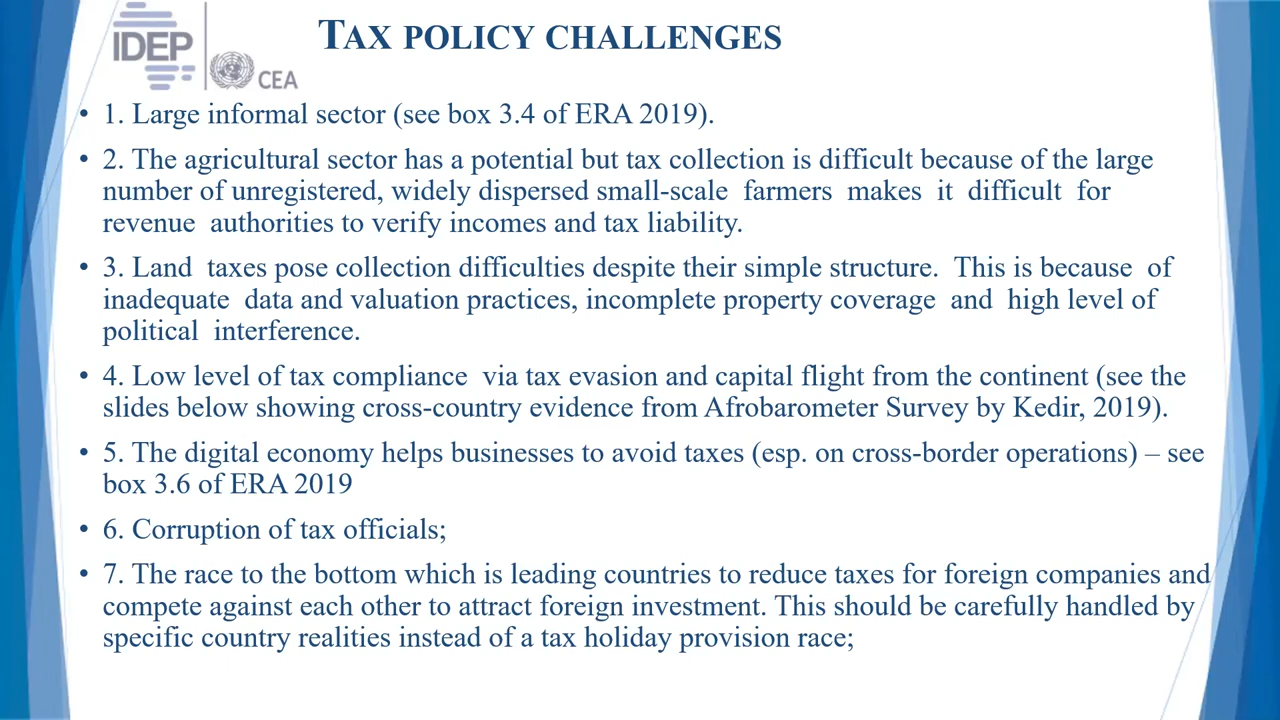 IDEP
CEA
TAX POLICY CHALLENGES
• 1. Large informal sector (see box 3.4 of ERA 2019).
• 2. The agricultural sector has a potential but tax collection is difficult because of the large
number of unregistered, widely dispersed small-scale farmers makes it difficult for
revenue authorities to verify incomes and tax liability.
• 3. Land taxes pose collection difficulties despite their simple structure. This is because of
inadequate data and valuation practices, incomplete property coverage and high level of
political interference.
• 4. Low level of tax compliance via tax evasion and capital flight from the continent (see the
slides below showing cross-country evidence from Afrobarometer Survey by Kedir, 2019).
• 5. The digital economy helps businesses to avoid taxes (esp. on cross-border operations) – see
box 3.6 of ERA 2019
• 6. Corruption of tax officials;
• 7. The race to the bottom which is leading countries to reduce taxes for foreign companies and
compete against each other to attract foreign investment. This should be carefully handled by
specific country realities instead of a tax holiday provision race;